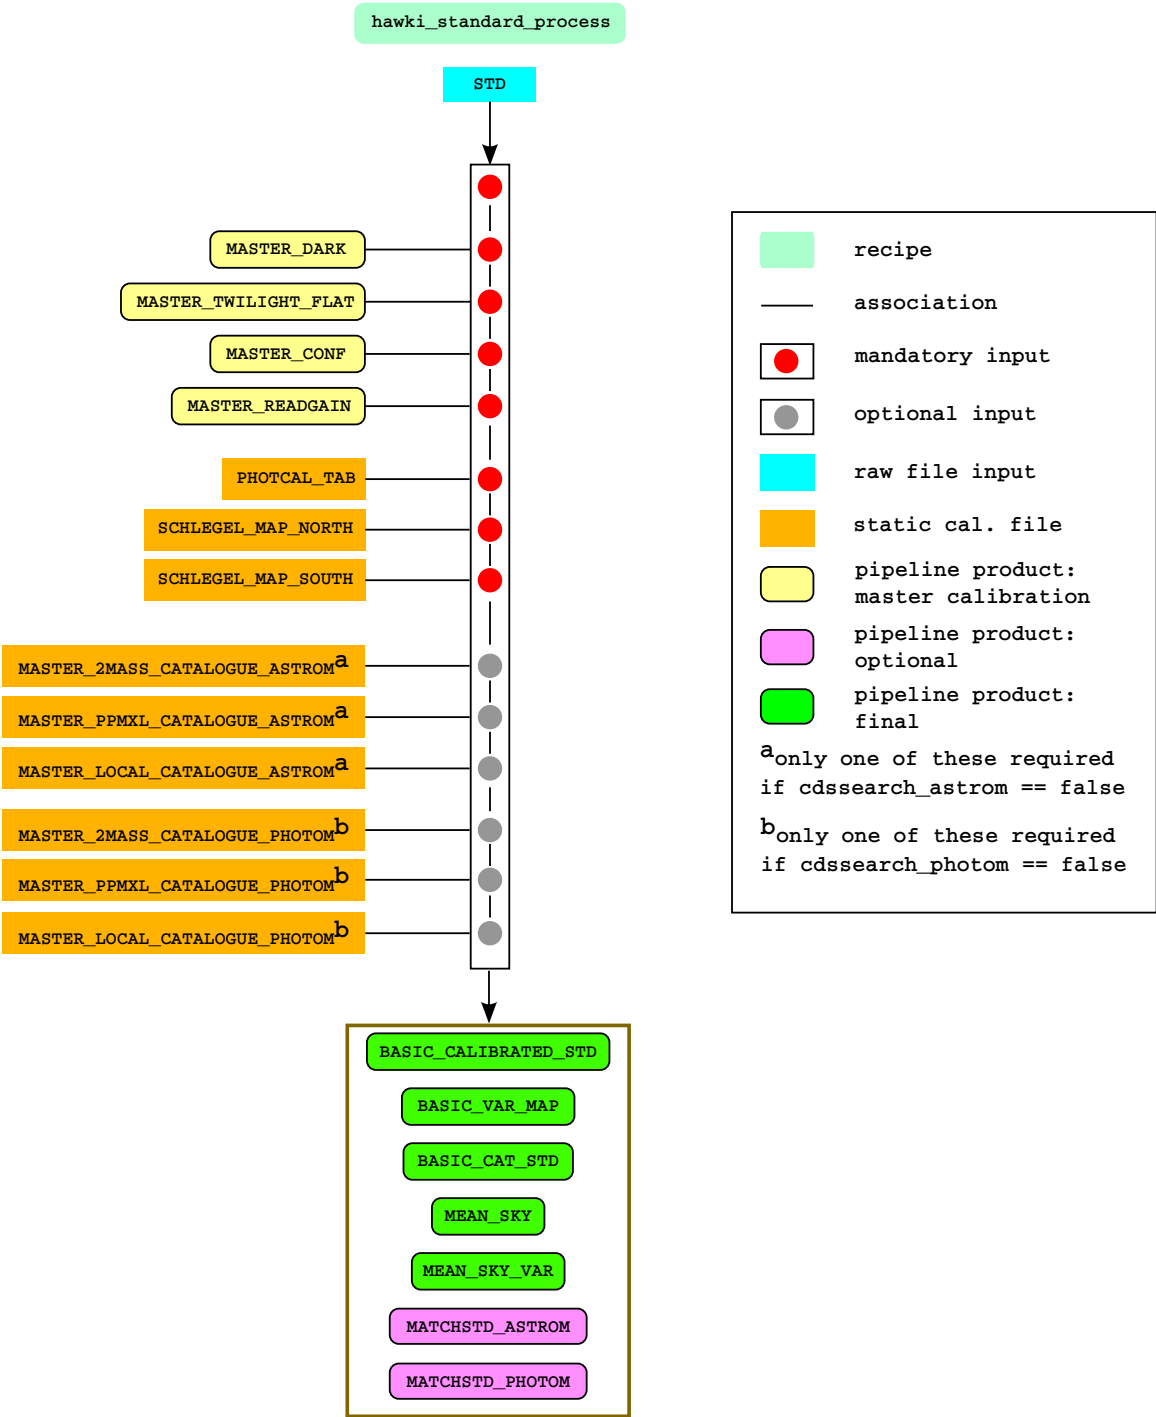 hawki_standard_process
STD
MASTER_DARK
MASTER_TWILIGHT_FLAT
MASTER_CONF
MASTER_READGAIN
PHOTCAL_TAB
SCHLEGEL_MAP_NORTH
SCHLEGEL_MAP_SOUTH
MASTER_2MASS_CATALOGUE_ASTROMa
MASTER_PPMXL_CATALOGUE_ASTROMa
MASTER_LOCAL_CATALOGUE_ASTROMa
MASTER_2MASS_CATALOGUE_PHOTOMb
MASTER_PPMXL_CATALOGUE_PHOTOMb
MASTER_LOCAL_CATALOGUE_PHOTOMb
BASIC_CALIBRATED_STD
BASIC_VAR_MAP
BASIC_CAT_STD
MEAN_SKY
MEAN_SKY_VAR
MATCHSTD_ASTROM
MATCHSTD_PHOTOM
recipe
association
mandatory input
optional input
raw file input
static cal. file
pipeline product:
master calibration
pipeline product:
optional
pipeline product:
final
aonly one of these required
if cdssearch_astrom == false
bonly one of these required
if cdssearch_photom == false